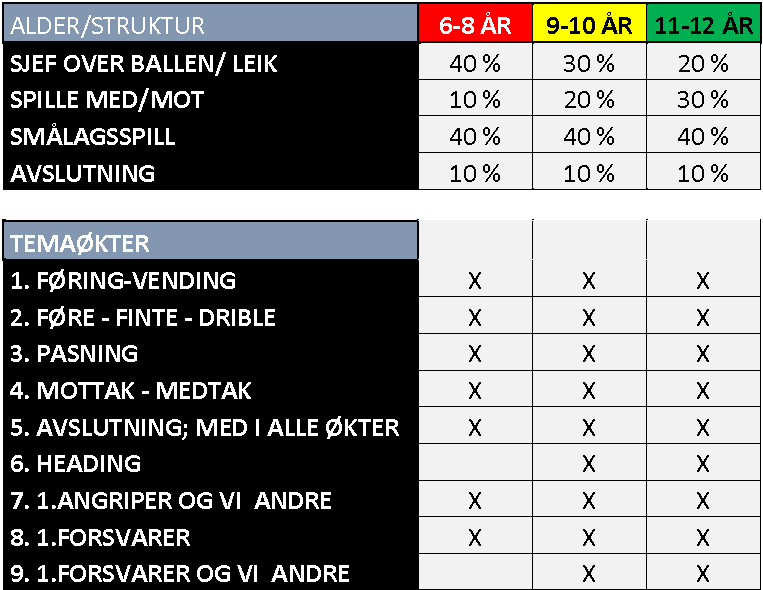 ALDER/STRUKTUR 6-8 ÅR 9-10 ÅR 11-12 ÅR
SJEF OVER BALLEN/ LEIK 40 % 30 % 20 %
SPILLE MED/MOT 10 % 20 % 30 %
SMÅLAGSSPILL 40 % 40 % 40 %
AVSLUTNING 10 % 10 % 10 %
TEMAØKTER
1. FØRING-VENDING X X X
2. FØRE - FINTE - DRIBLE X X X
3. PASNING X X X
4. MOTTAK - MEDTAK X X X
5. AVSLUTNING; MED I ALLE ØKTER X X X
6. HEADING X X
7. 1.ANGRIPER OG VI  ANDRE X X X
8. 1.FORSVARER X X X
9. 1.FORSVARER OG VI  ANDRE X X